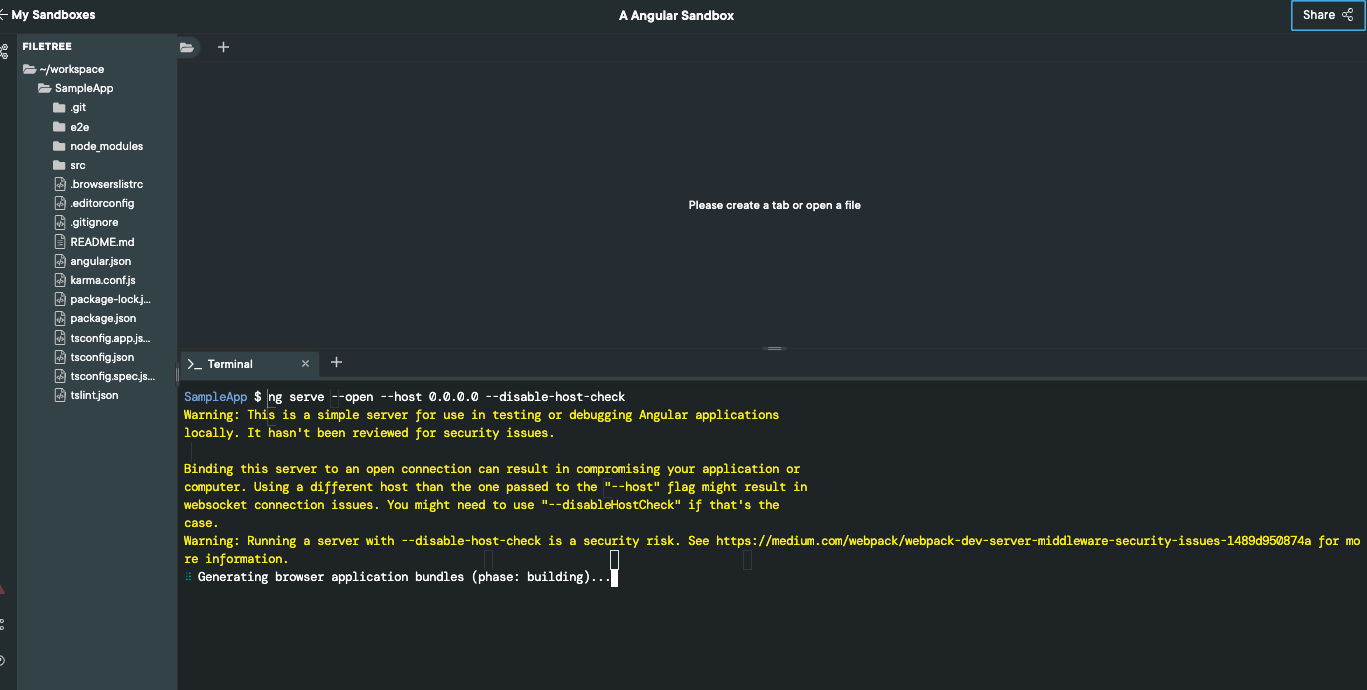 My Sandboxes
A Angular Sandbox
Share
FILETREE
~/workspace
SampleApp
.git
e2e
node_modules
src
.browserslistrc
.editorconfig
.gitignore
README.md
angular.json
karma.conf.js
package-lock.j...
package.json
tsconfig.app.js...
tsconfig.json
tsconfig.spec.js...
tslint.json
Please create a tab or open a file
>_ Terminal
SampleApp $ ng serve --open --host 0.0.0.0 --disable-host-check
Warning: This is a simple server for use in testing or debugging Angular applications
locally. It hasn't been reviewed for security issues.
Binding this server to an open connection can result in compromising your application or
computer. Using a different host than the one passed to the "--host" flag might result in
websocket connection issues. You might need to use "--disableHostCheck" if that's the
case.
Warning: Running a server with --disable-host-check is a security risk. See https://medium.com/webpack/webpack-dev-server-middleware-security-issues-1489d950874a for mo
re information.
Generating browser application bundles (phase: building)...